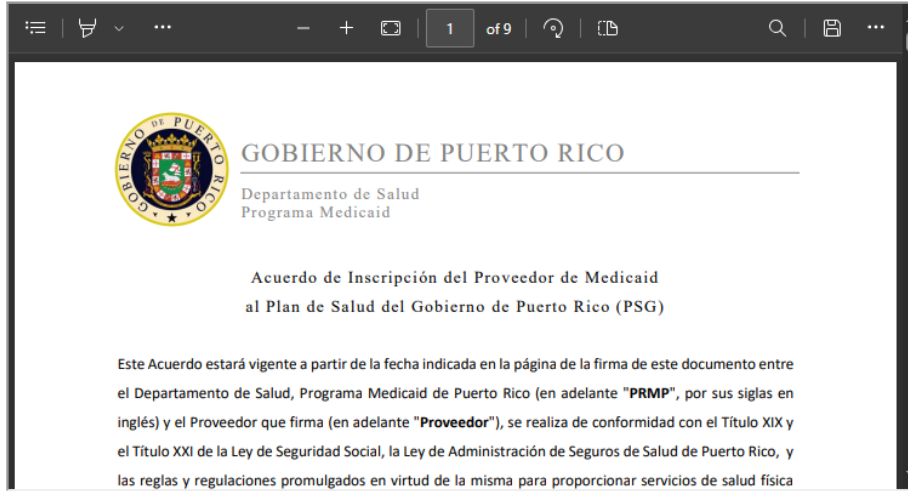 1 of 9
GOBIERNO DE PUERTO RICO
GOBIERNO DE PUERTO RICO
Departamento de Salud
Programa Medicaid
Acuerdo de Inscripción del Proveedor de Medicaid
al Plan de Salud del Gobierno de Puerto Rico (PSG)
Este Acuerdo estará vigente a partir de la fecha indicada en la página de la firma de este documento entre
el Departamento de Salud, Programa Medicaid de Puerto Rico (en adelante "PRMP", por sus siglas en
inglés) y el Proveedor que firma (en adelante "Proveedor"), se realiza de conformidad con el Título XIX y
el Título XXI de la Ley de Seguridad Social, la Ley de Administración de Seguros de Salud de Puerto Rico, y
las reglas y regulaciones promulgados en virtud de la misma para proporcionar servicios de salud física